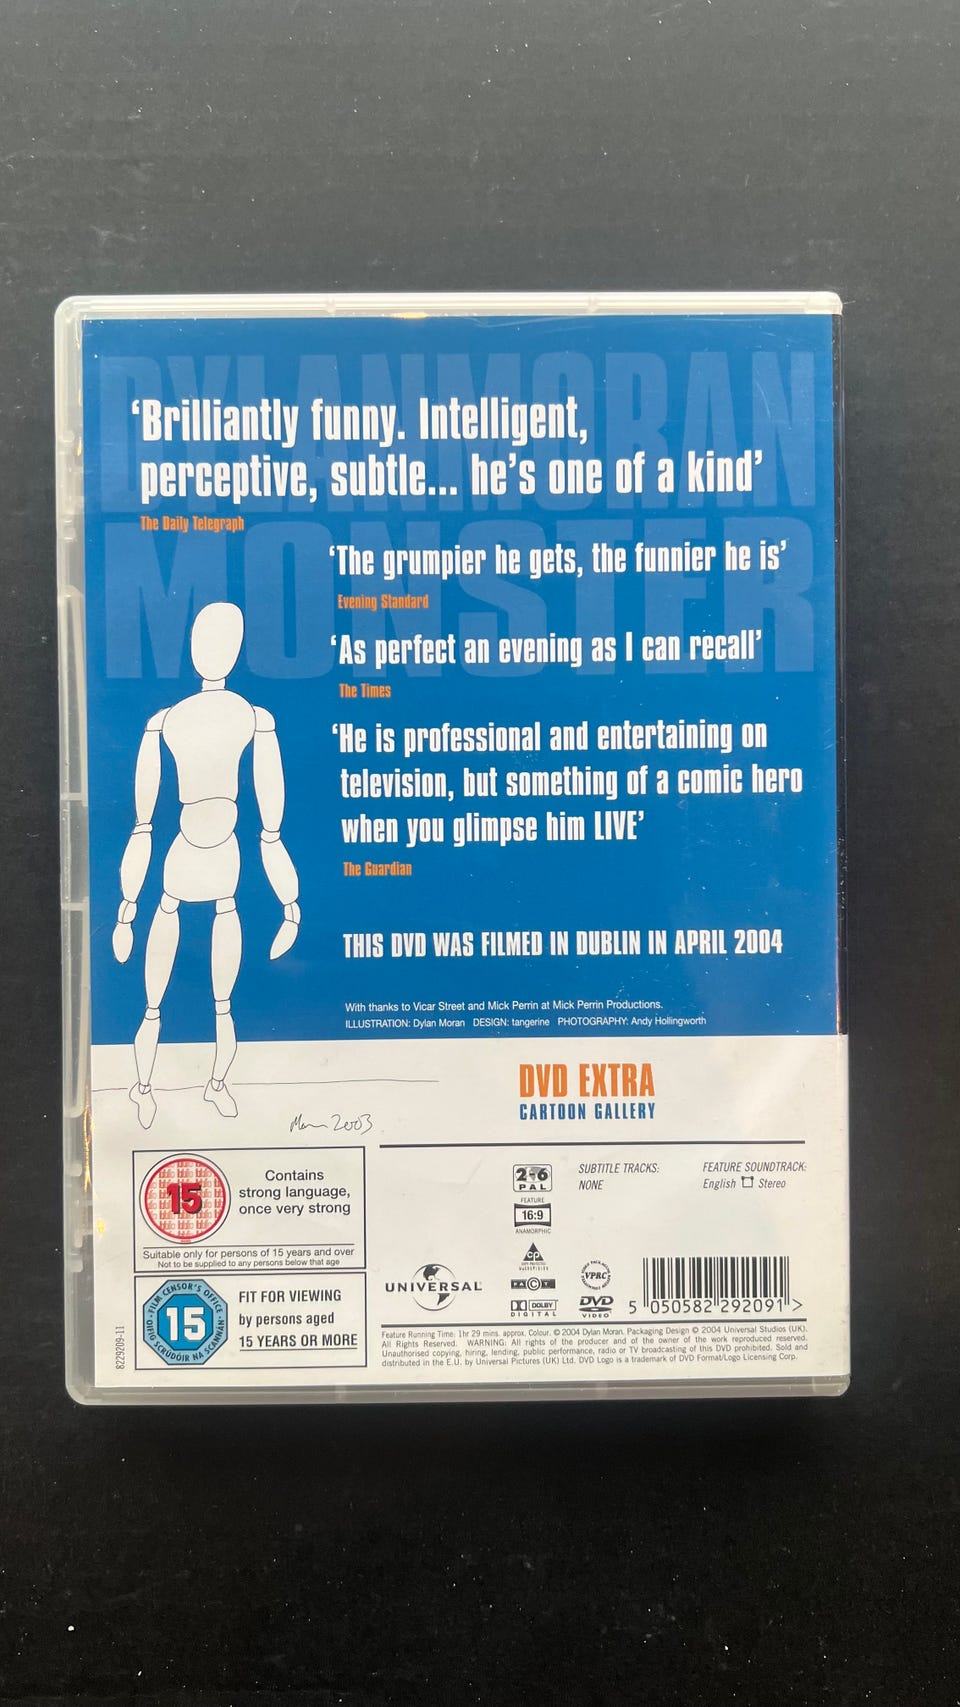 DYLANMORAN
MONSTER
‘Brilliantly funny. Intelligent,
perceptive, subtle... he’s one of a kind’
The Daily Telegraph
‘The grumpier he gets, the funnier he is’
Evening Standard
‘As perfect an evening as I can recall’
The Times
‘He is professional and entertaining on
television, but something of a comic hero
when you glimpse him LIVE’
The Guardian
THIS DVD WAS FILMED IN DUBLIN IN APRIL 2004
With thanks to Vicar Street and Mick Perrin at Mick Perrin Productions.
ILLUSTRATION: Dylan Moran DESIGN: tangerine PHOTOGRAPHY: Andy Hollingworth
DVD EXTRA
CARTOON GALLERY
Moran 2003
15
Contains
strong language,
once very strong
Suitable only for persons of 15 years and over
Not to be supplied to any persons below that age
FILM CENSOR'S OFFICE
15
OIFIG SCRÚDÓIR NA SCANNÁN
FIT FOR VIEWING
by persons aged
15 YEARS OR MORE
8229209-11
2 6
PAL
FEATURE
16:9
ANAMORPHIC
SUBTITLE TRACKS:
NONE
FEATURE SOUNDTRACK:
English Stereo
UNIVERSAL
CP
COPY PROTECTED
MACROVISION
FACT
DOLBY
DIGITAL
VPRC
DVD
VIDEO
5 050582 292091 >
Feature Running Time: 1hr 29 mins. approx. Colour. © 2004 Dylan Moran. Packaging Design © 2004 Universal Studios (UK).
All Rights Reserved. WARNING: All rights of the producer and of the owner of the work reproduced reserved.
Unauthorised copying, hiring, lending, public performance, radio or TV broadcasting of this DVD prohibited. Sold and
distributed in the E.U. by Universal Pictures (UK) Ltd. DVD Logo is a trademark of DVD Format/Logo Licensing Corp.